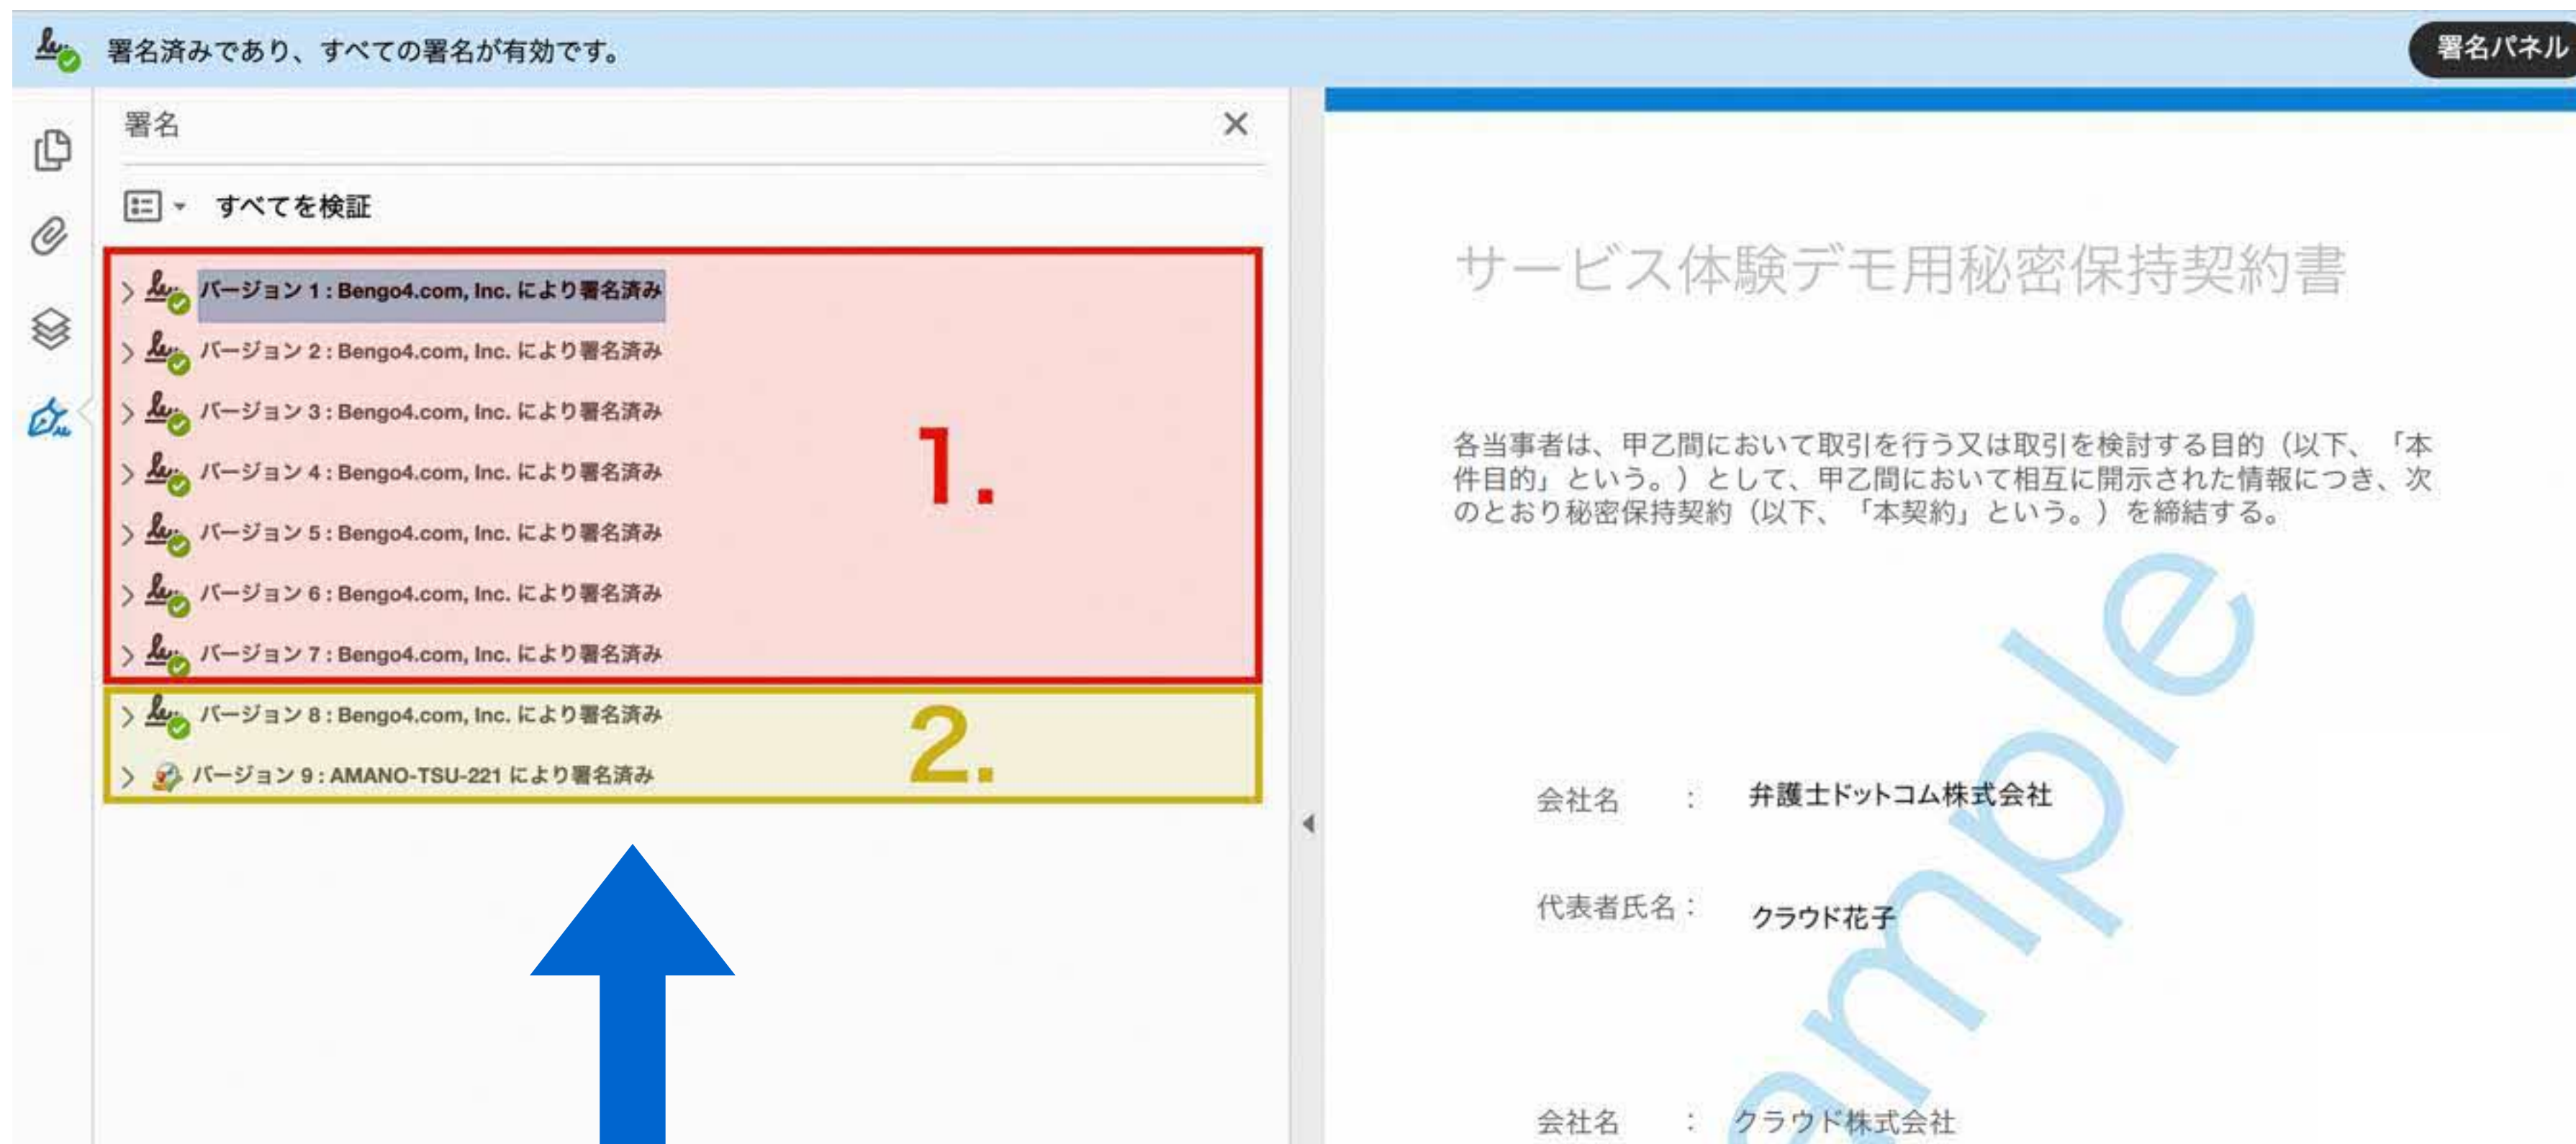 署名済みであり、すべての署名が有効です。
署名パネル
署名
すべてを検証
バージョン 1 : Bengo4.com, Inc. により署名済み
バージョン 2 : Bengo4.com, Inc. により署名済み
バージョン 3 : Bengo4.com, Inc. により署名済み
バージョン 4 : Bengo4.com, Inc. により署名済み
バージョン 5 : Bengo4.com, Inc. により署名済み
バージョン 6 : Bengo4.com, Inc. により署名済み
バージョン 7 : Bengo4.com, Inc. により署名済み
1.
バージョン 8 : Bengo4.com, Inc. により署名済み
バージョン 9 : AMANO-TSU-221 により署名済み
2.
サービス体験デモ用秘密保持契約書
各当事者は、甲乙間において取引を行う又は取引を検討する目的（以下、「本
件目的」という。）として、甲乙間において相互に開示された情報につき、次
のとおり秘密保持契約（以下、「本契約」という。）を締結する。
会社名 : 弁護士ドットコム株式会社
代表者氏名： クラウド花子
会社名 : クラウド株式会社
ample